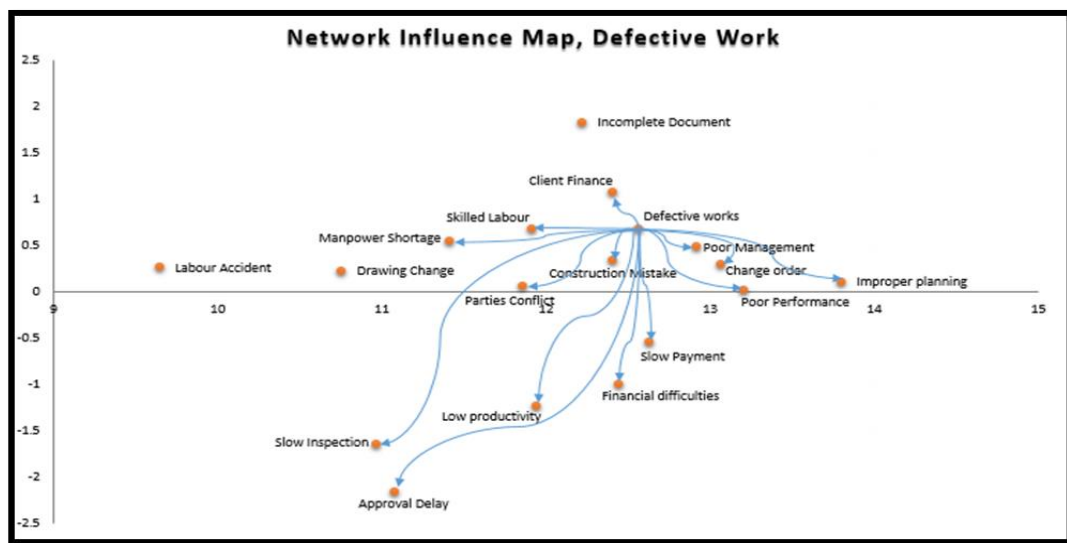 Network Influence Map, Defective Work
2.5
2
Incomplete Document
1.5
Client Finance
1
Skilled Labour
Defective works
Manpower Shortage
0.5
Poor Management
Labour Accident
Drawing Change
Construction Mistake
Change order
Improper planning
0
Parties Conflict
Poor Performance
9
10
11
12
13
14
15
-0.5
Slow Payment
-1
Financial difficulties
Low productivity
-1.5
Slow Inspection
-2
Approval Delay
-2.5